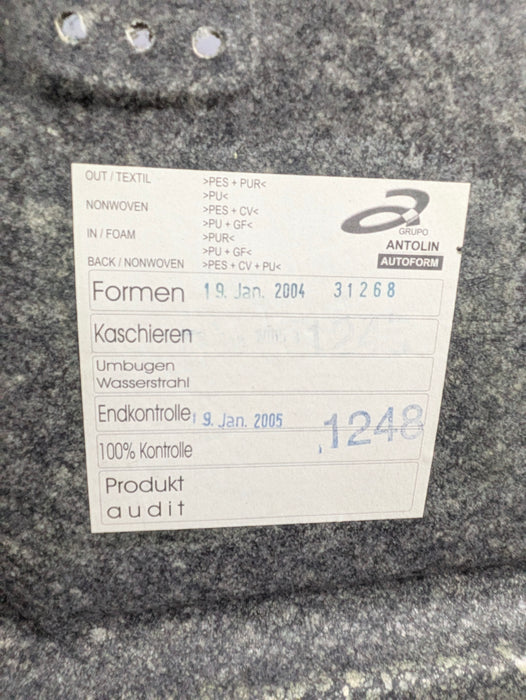 OUT / TEXTIL >PES + PUR<
>PU<
NONWOVEN >PES + CV<
>PU + GF<
IN / FOAM >PUR<
>PU + GF<
BACK / NONWOVEN >PES + CV + PU<
GRUPO
ANTOLIN
AUTOFORM
Formen 19. Jan. 2004 31268
Kaschieren
Umbugen
Wasserstrahl
Endkontrolle 19. Jan. 2005
1248
100% Kontrolle
Produkt
audit